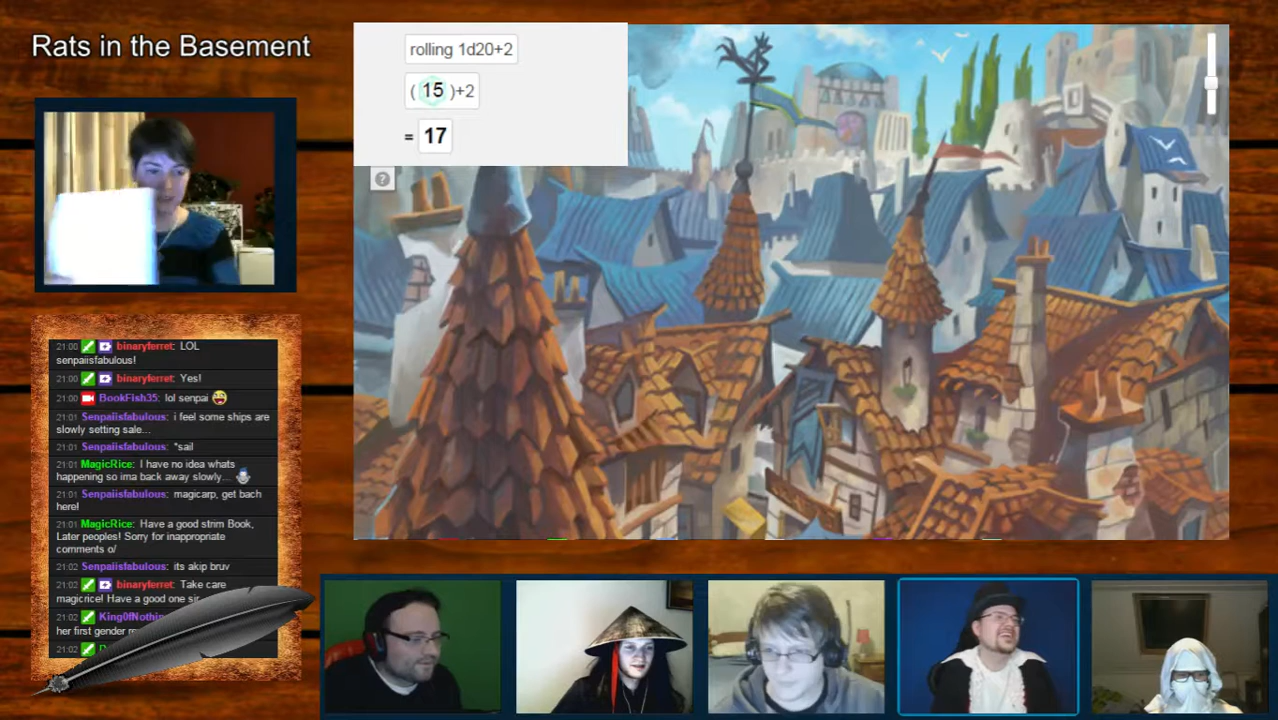 Rats in the Basement
rolling 1d20+2
( 15 )+2
= 17
?
21:00 binaryferret: LOL
senpaiisfabulous!
21:00 binaryferret: Yes!
21:00 BookFish35: lol senpai
21:01 Senpaiisfabulous: i feel some ships are
slowly setting sale...
21:01 Senpaiisfabulous: *sail
21:01 MagicRice: I have no idea whats
happening so ima back away slowly...
21:01 Senpaiisfabulous: magicarp, get bach
here!
21:01 MagicRice: Have a good strim Book,
Later peoples! Sorry for inappropriate
comments o/
21:02 Senpaiisfabulous: its akip bruv
21:02 binaryferret: Take care
magicrice! Have a good one sir
21:02
her first gender
21:02